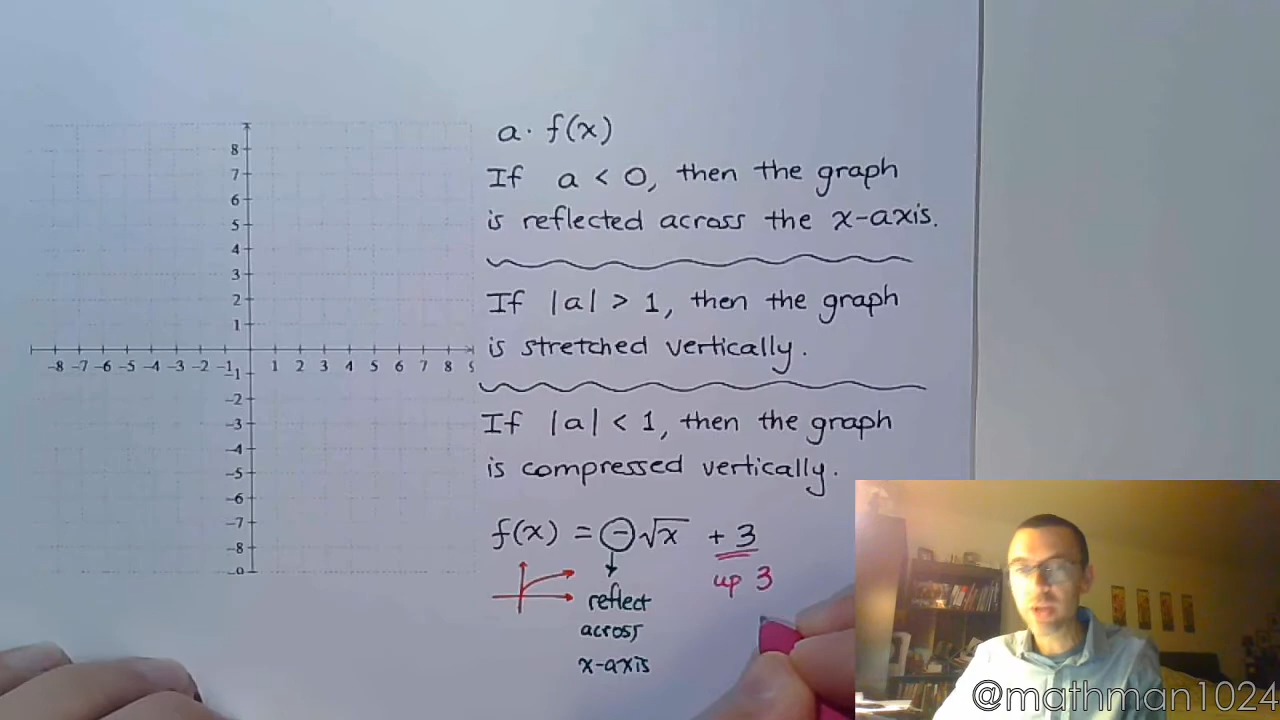 a · f(x)
If a < 0, then the graph
is reflected across the x-axis.
If |a| > 1, then the graph
is stretched vertically.
If |a| < 1, then the graph
is compressed vertically.
f(x) = -√x + 3
up 3
reflect
across
x-axis
8
7
6
5
4
3
2
1
-8 -7 -6 -5 -4 -3 -2 -1 1 2 3 4 5 6 7 8
-1
-2
-3
-4
-5
-6
-7
-8
@mathman1024